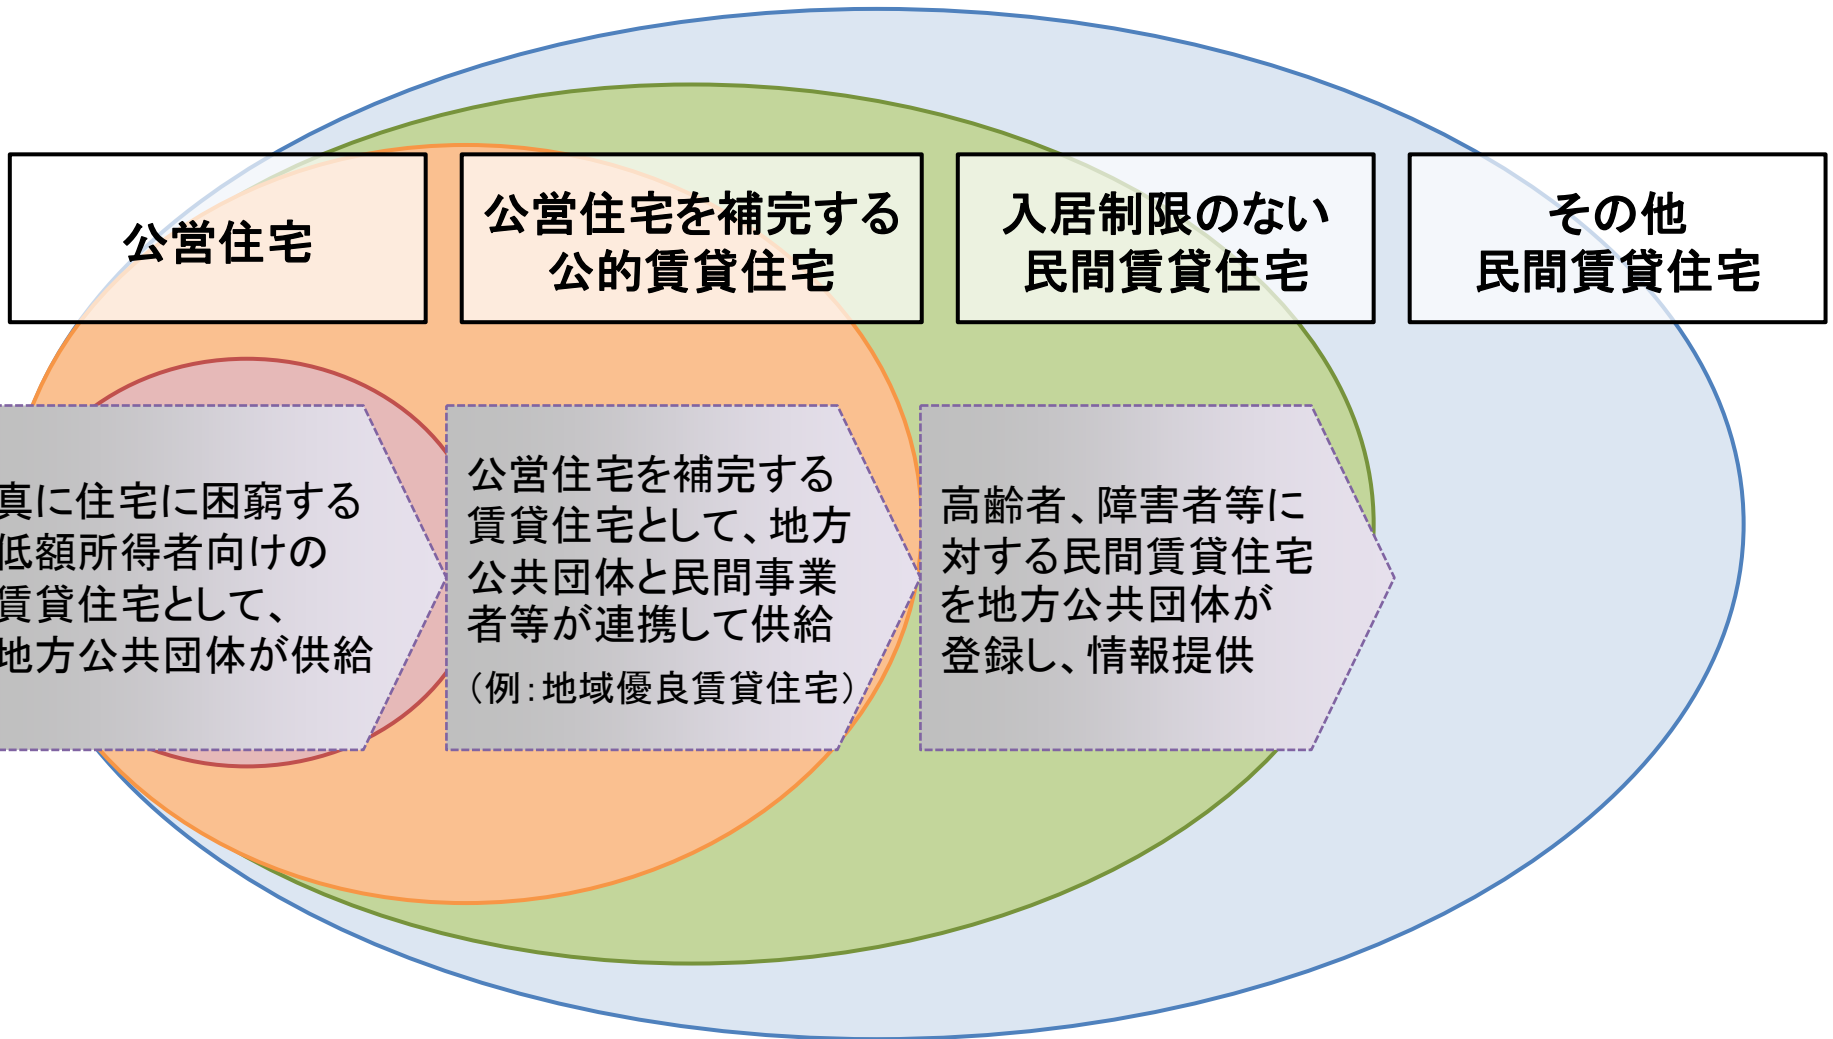 公営住宅
公営住宅を補完する
公的賃貸住宅
入居制限のない
民間賃貸住宅
その他
民間賃貸住宅
真に住宅に困窮する
低額所得者向けの
賃貸住宅として、
地方公共団体が供給
公営住宅を補完する
賃貸住宅として、地方
公共団体と民間事業
者等が連携して供給
（例：地域優良賃貸住宅）
高齢者、障害者等に
対する民間賃貸住宅
を地方公共団体が
登録し、情報提供